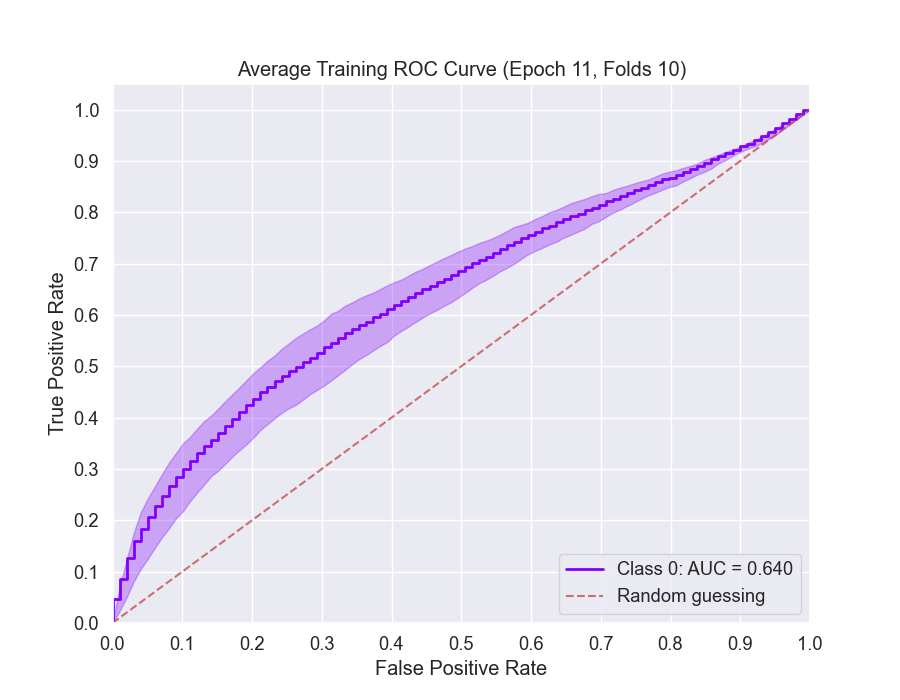 Average Training ROC Curve (Epoch 11, Folds 10)
True Positive Rate
1.0
0.9
0.8
0.7
0.6
0.5
0.4
0.3
0.2
0.1
0.0
Class 0: AUC = 0.640
Random guessing
0.0 0.1 0.2 0.3 0.4 0.5 0.6 0.7 0.8 0.9 1.0
False Positive Rate